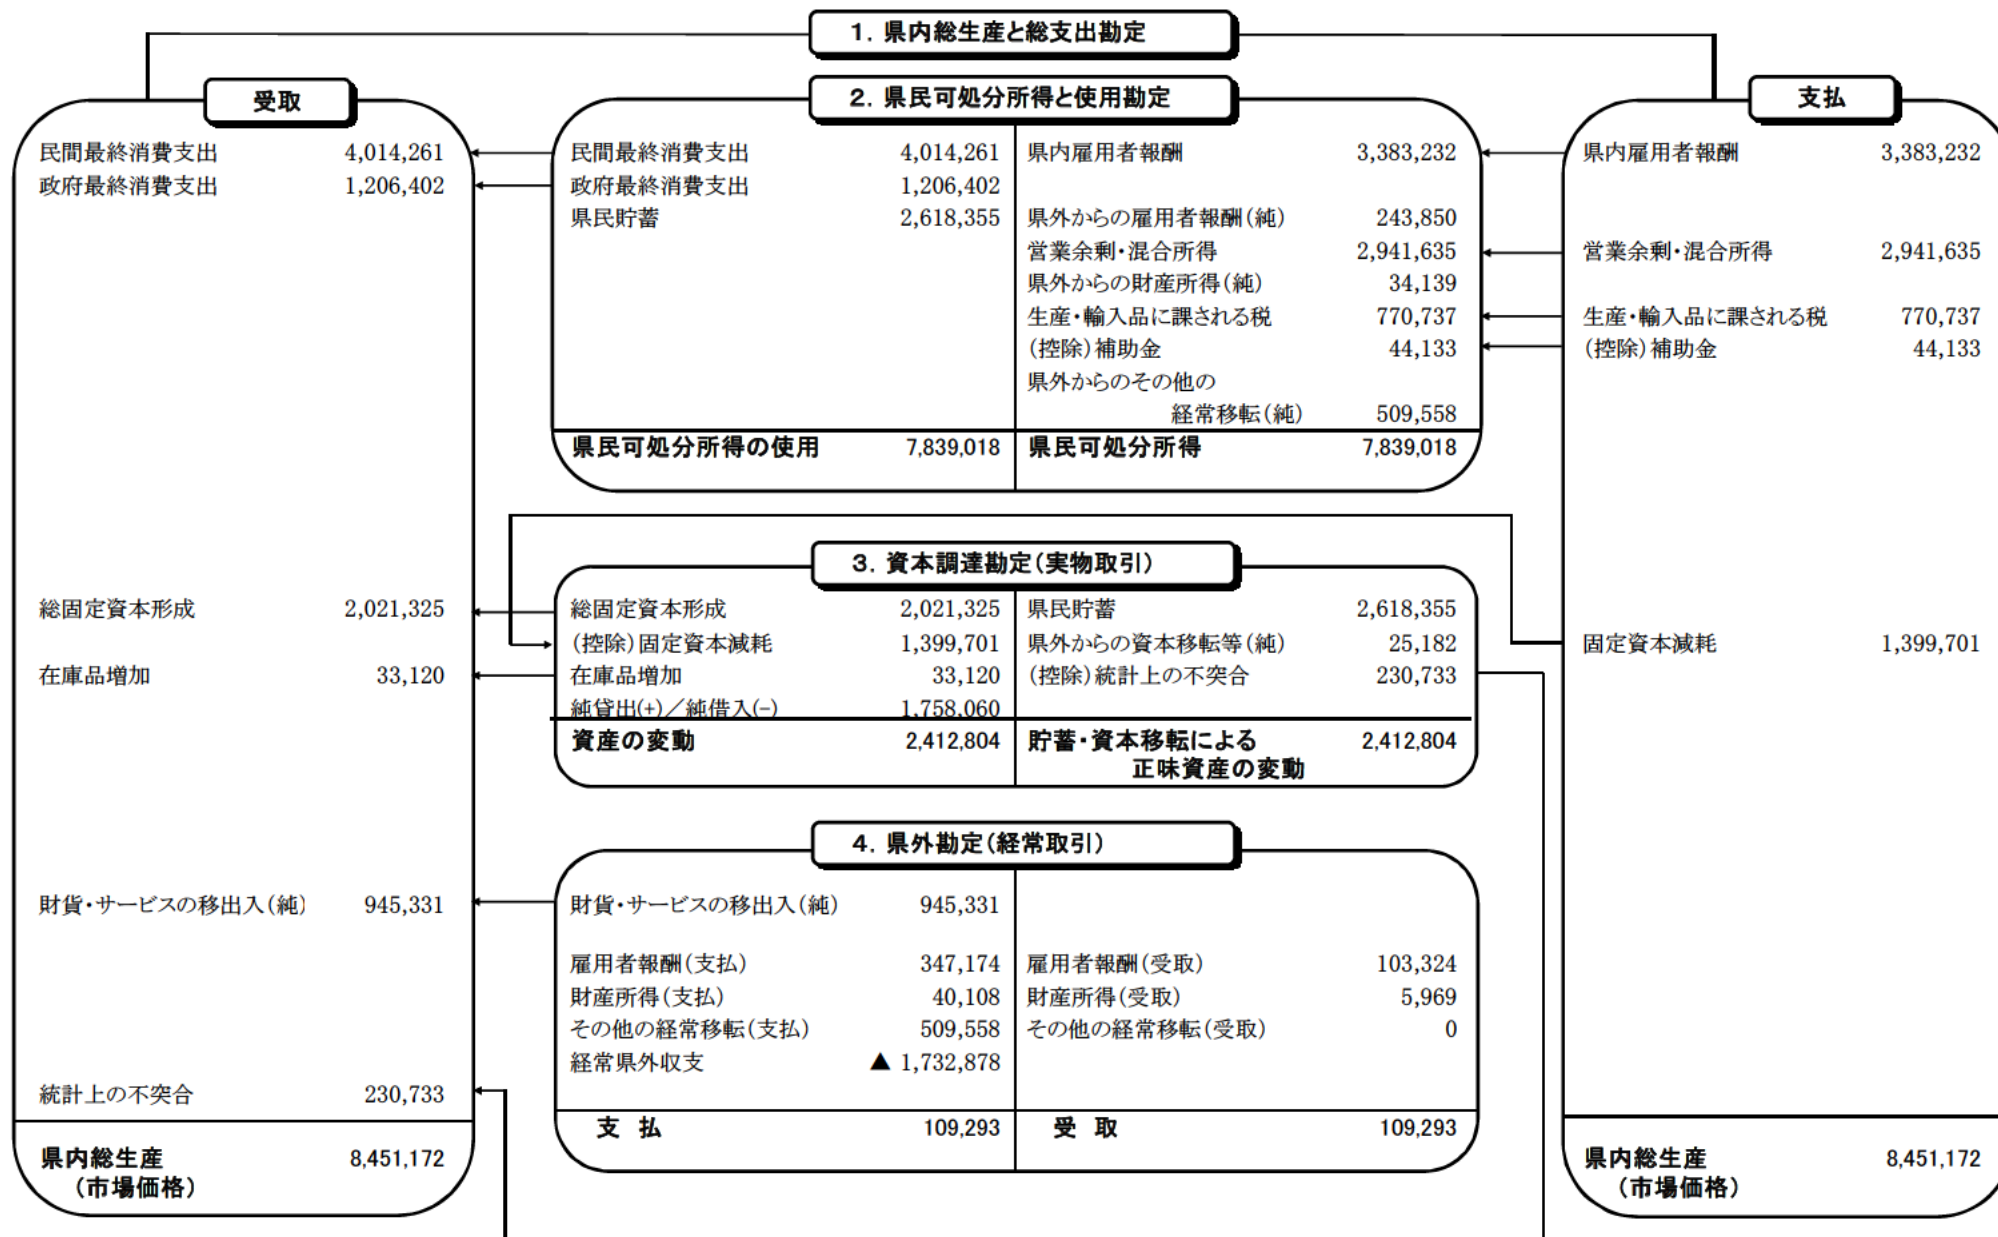 1．県内総生産と総支出勘定
受取
民間最終消費支出 4,014,261
政府最終消費支出 1,206,402
総固定資本形成 2,021,325
在庫品増加 33,120
財貨・サービスの移出入（純） 945,331
統計上の不突合 230,733
県内総生産 8,451,172
（市場価格）
2．県民可処分所得と使用勘定
民間最終消費支出 4,014,261
政府最終消費支出 1,206,402
県民貯蓄 2,618,355
県民可処分所得の使用 7,839,018
県内雇用者報酬 3,383,232
県外からの雇用者報酬（純） 243,850
営業余剰・混合所得 2,941,635
県外からの財産所得（純） 34,139
生産・輸入品に課される税 770,737
（控除）補助金 44,133
県外からのその他の
経常移転（純） 509,558
県民可処分所得 7,839,018
3．資本調達勘定（実物取引）
総固定資本形成 2,021,325
（控除）固定資本減耗 1,399,701
在庫品増加 33,120
純貸出(+)／純借入(−) 1,758,060
資産の変動 2,412,804
県民貯蓄 2,618,355
県外からの資本移転等（純） 25,182
（控除）統計上の不突合 230,733
貯蓄・資本移転による 2,412,804
正味資産の変動
4．県外勘定（経常取引）
財貨・サービスの移出入（純） 945,331
雇用者報酬（支払） 347,174
財産所得（支払） 40,108
その他の経常移転（支払） 509,558
経常県外収支 ▲ 1,732,878
支 払 109,293
雇用者報酬（受取） 103,324
財産所得（受取） 5,969
その他の経常移転（受取） 0
受 取 109,293
支払
県内雇用者報酬 3,383,232
営業余剰・混合所得 2,941,635
生産・輸入品に課される税 770,737
（控除）補助金 44,133
固定資本減耗 1,399,701
県内総生産 8,451,172
（市場価格）